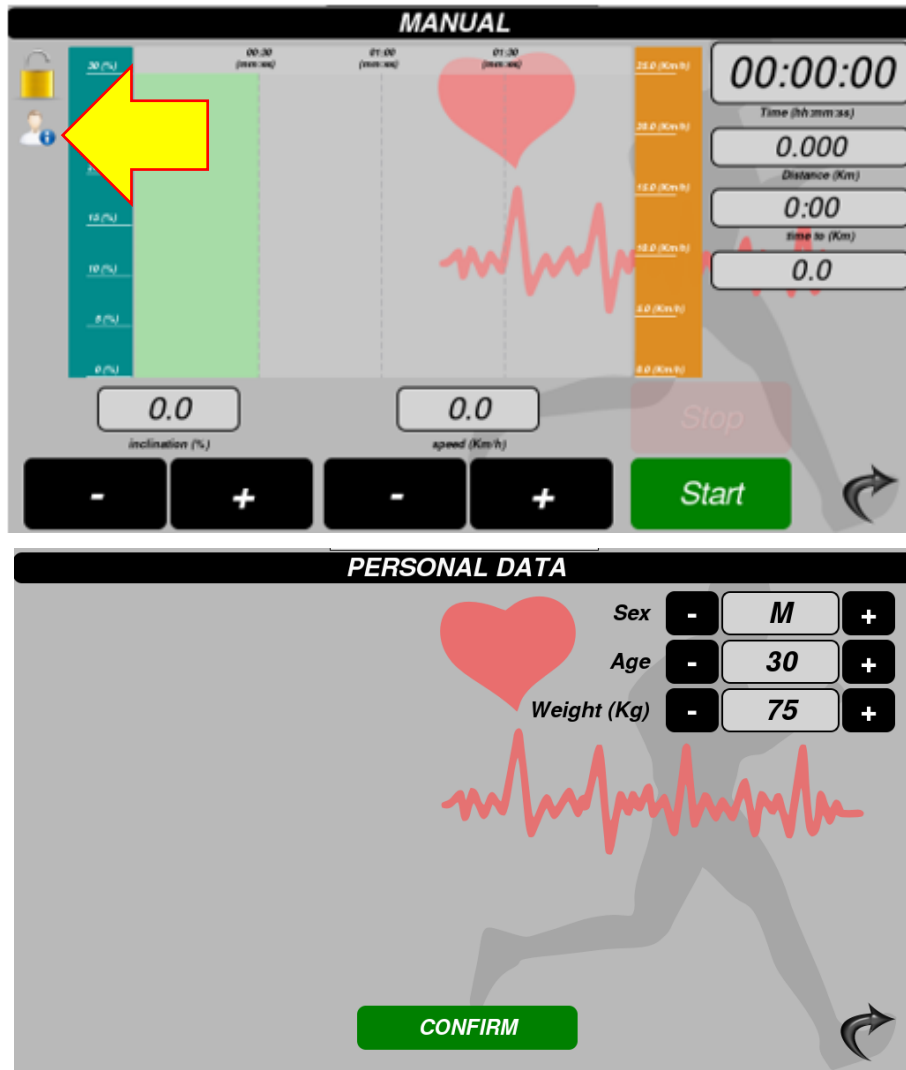 MANUAL
00:30 01:00 01:30
(mm:ss) (mm:ss) (mm:ss)
30 (%)
15 (%)
10 (%)
5 (%)
0 (%)
25.0 (Km/h)
20.0 (Km/h)
15.0 (Km/h)
10.0 (Km/h)
5.0 (Km/h)
0.0 (Km/h)
00:00:00
Time (hh:mm:ss)
0.000
Distance (Km)
0:00
time to (Km)
0.0
0.0 0.0
inclination (%) speed (Km/h)
Stop
- + - + Start
PERSONAL DATA
Sex - M +
Age - 30 +
Weight (Kg) - 75 +
CONFIRM